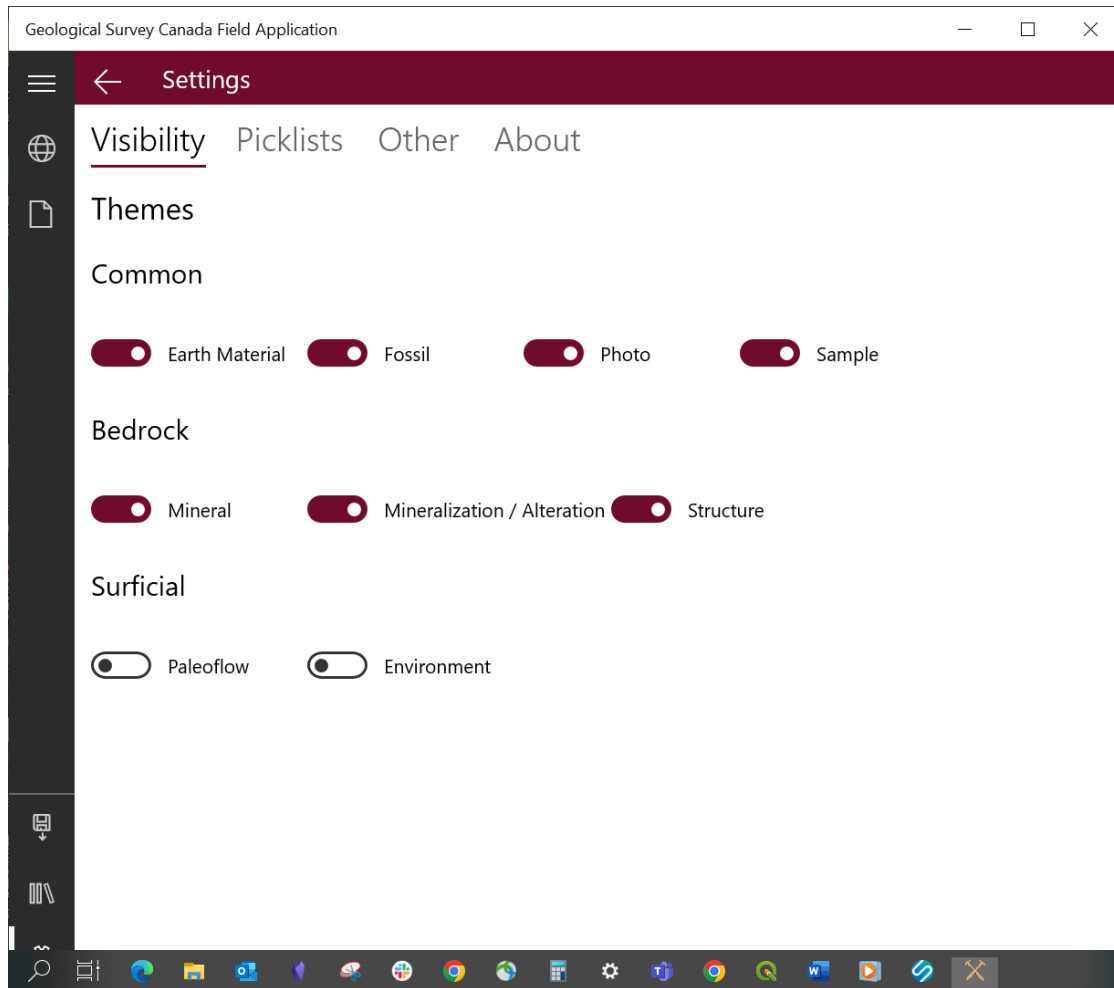 Geological Survey Canada Field Application
Settings
Visibility Picklists Other About
Themes
Common
Earth Material Fossil Photo Sample
Bedrock
Mineral Mineralization / Alteration Structure
Surficial
Paleoflow Environment